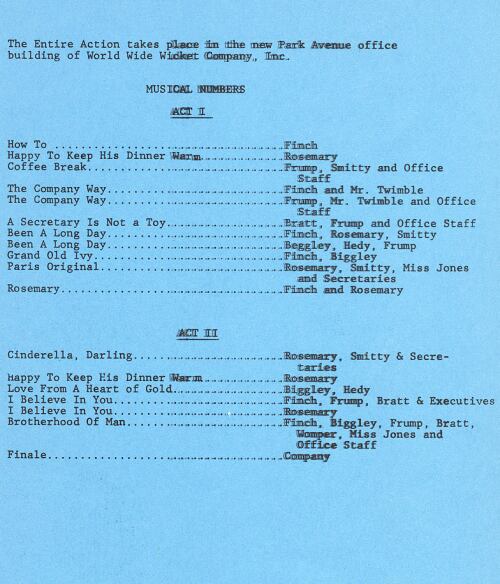 The Entire Action takes place in the new Park Avenue office
building of World Wide Wicket Company, Inc.
MUSICAL NUMBERS
ACT I
How To ....................................Finch
Happy To Keep His Dinner Warm..............Rosemary
Coffee Break...............................Frump, Smitty and Office
Staff
The Company Way............................Finch and Mr. Twimble
The Company Way............................Frump, Mr. Twimble and Office
Staff
A Secretary Is Not a Toy...................Bratt, Frump and Office Staff
Been A Long Day............................Finch, Rosemary, Smitty
Been A Long Day............................Beggley, Hedy, Frump
Grand Old Ivy..............................Finch, Biggley
Paris Original.............................Rosemary, Smitty, Miss Jones
and Secretaries
Rosemary...................................Finch and Rosemary
ACT II
Cinderella, Darling........................Rosemary, Smitty & Secre-
taries
Happy To Keep His Dinner Warm..............Rosemary
Love From A Heart of Gold..................Biggley, Hedy
I Believe In You...........................Finch, Frump, Bratt & Executives
I Believe In You...........................Rosemary
Brotherhood Of Man.........................Finch, Biggley, Frump, Bratt,
Womper, Miss Jones and
Office Staff
Finale.....................................Company